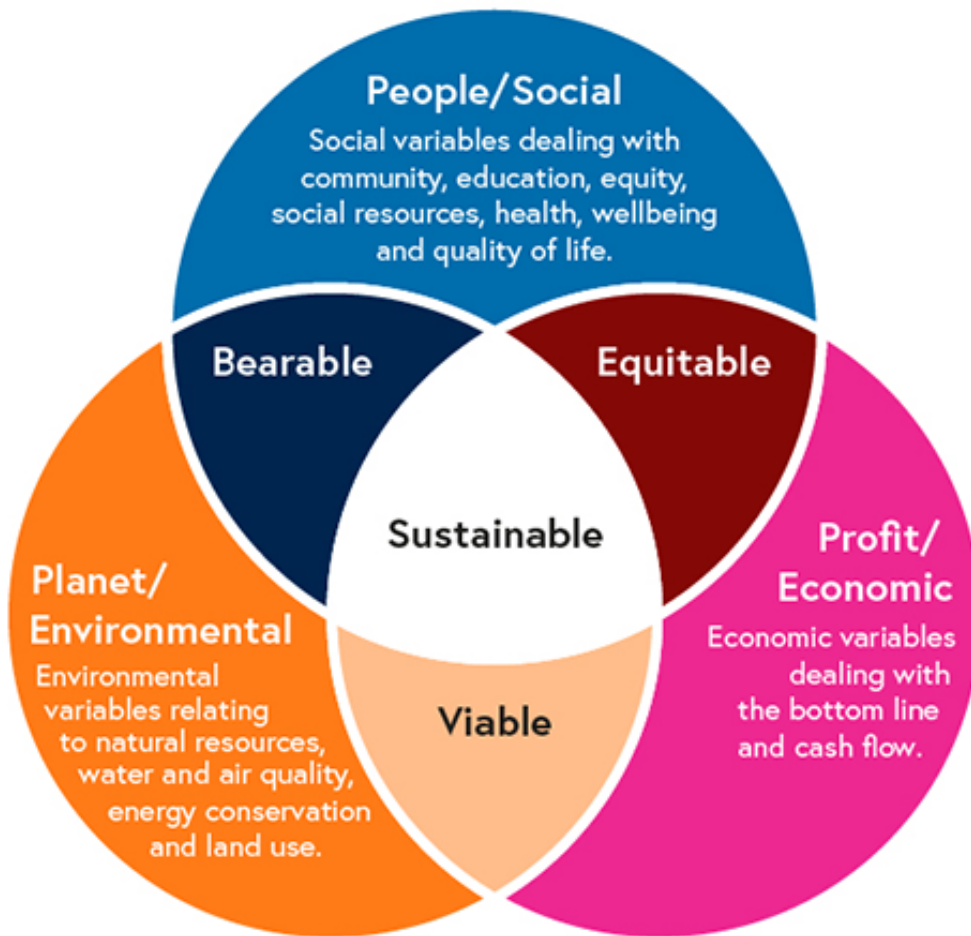 People/Social
Social variables dealing with
community, education, equity,
social resources, health, wellbeing
and quality of life.
Bearable
Equitable
Sustainable
Planet/
Environmental
Environmental
variables relating
to natural resources,
water and air quality,
energy conservation
and land use.
Profit/
Economic
Economic variables
dealing with
the bottom line
and cash flow.
Viable